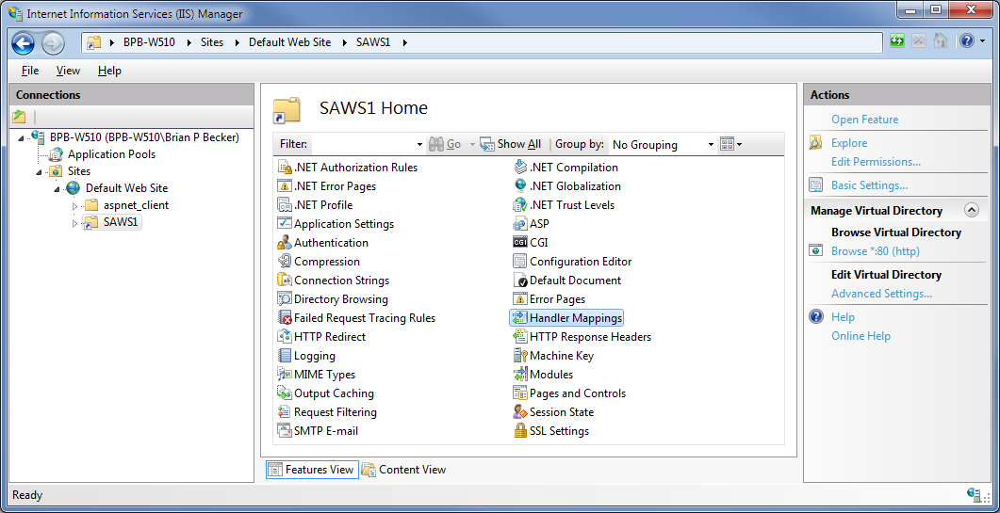 Internet Information Services (IIS) Manager
BPB-W510 Sites Default Web Site SAWS1
File View Help
Connections
BPB-W510 (BPB-W510\Brian P Becker)
Application Pools
Sites
Default Web Site
aspnet_client
SAWS1
SAWS1 Home
Filter: Go Show All Group by: No Grouping
.NET Authorization Rules .NET Compilation
.NET Error Pages .NET Globalization
.NET Profile .NET Trust Levels
Application Settings ASP
Authentication CGI CGI
Compression Configuration Editor
Connection Strings Default Document
Directory Browsing Error Pages
Failed Request Tracing Rules Handler Mappings
HTTP Redirect HTTP Response Headers
Logging Machine Key
MIME Types Modules
Output Caching Pages and Controls
Request Filtering Session State
SMTP E-mail SSL Settings
Features View Content View
Actions
Open Feature
Explore
Edit Permissions...
Basic Settings...
Manage Virtual Directory
Browse Virtual Directory
Browse *:80 (http)
Edit Virtual Directory
Advanced Settings...
Help
Online Help
Ready